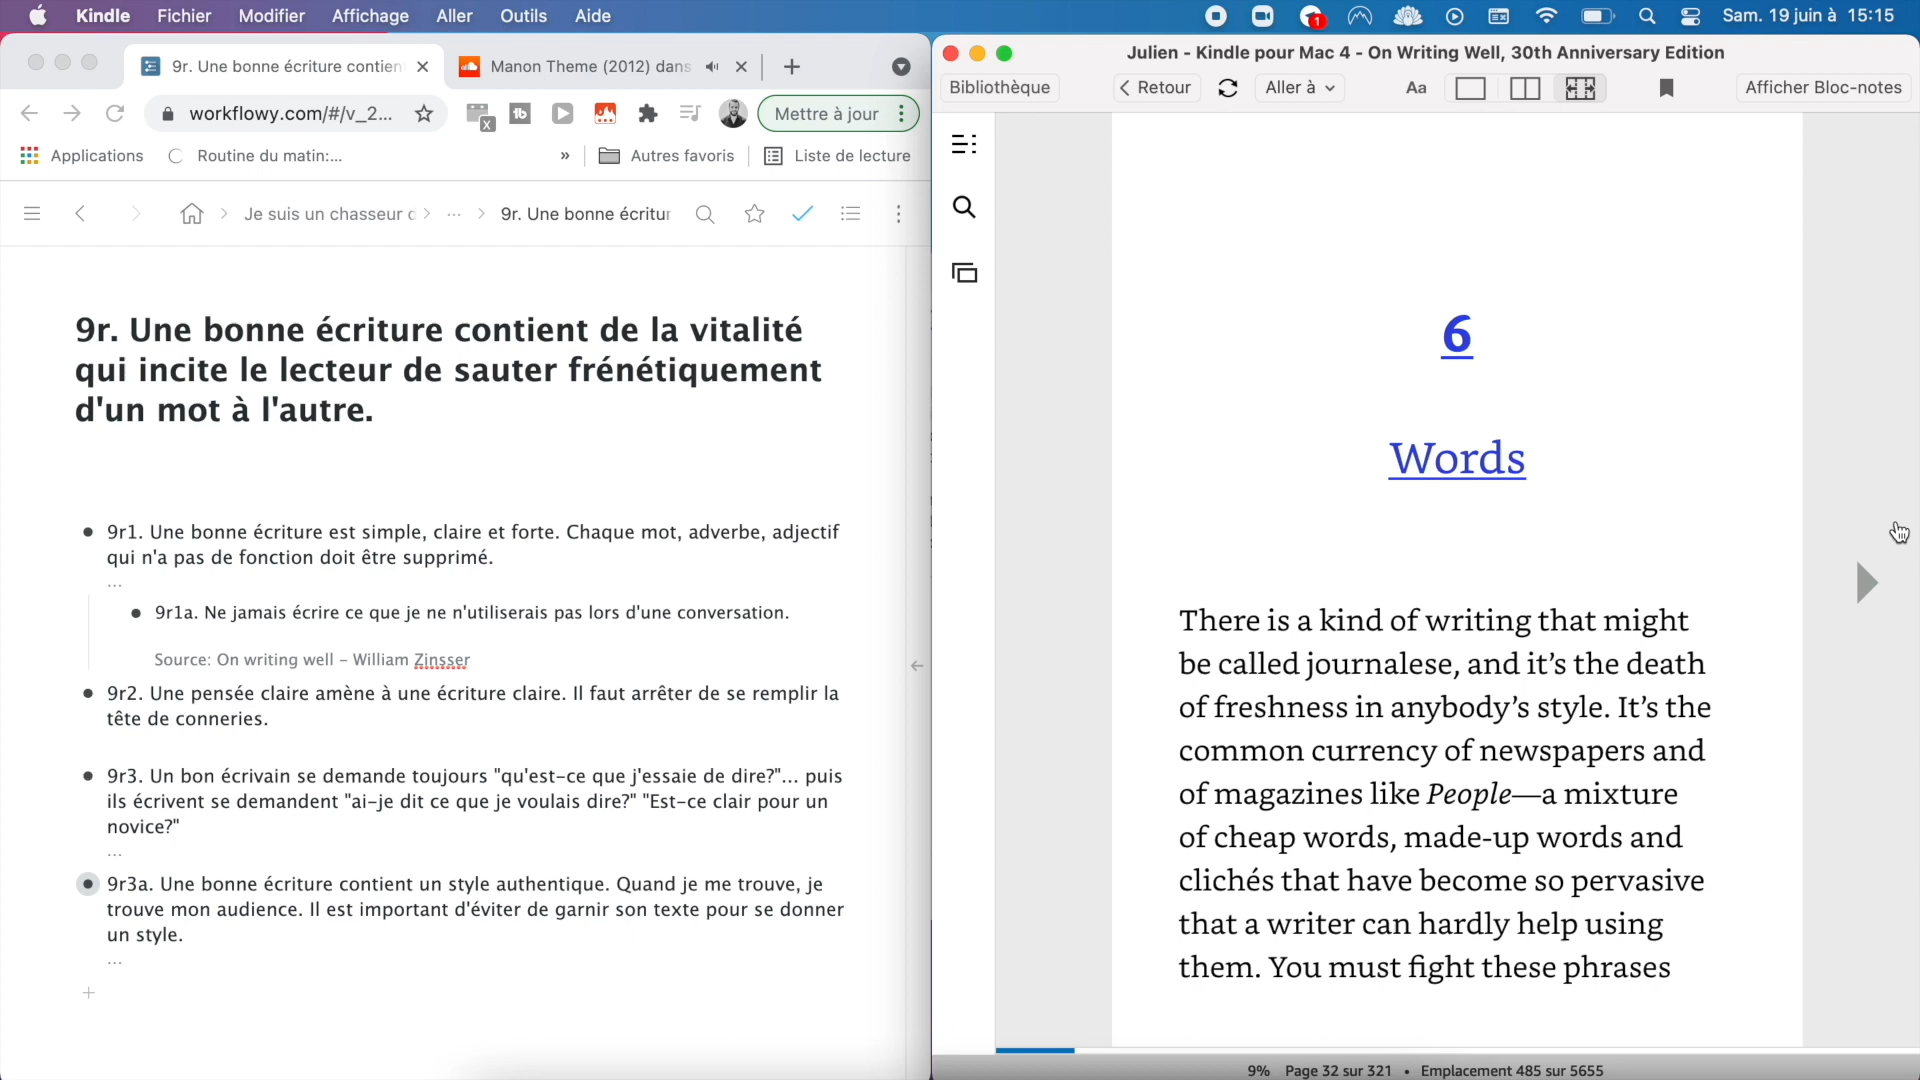 Kindle Fichier Modifier Affichage Aller Outils Aide
1
Sam. 19 juin à 15:15
9r. Une bonne écriture contien
Manon Theme (2012) dans
workflowy.com/#/v_2...
x
tb
Mettre à jour
Applications
Routine du matin:...
»
Autres favoris
Liste de lecture
Je suis un chasseur d
...
9r. Une bonne écritur
9r. Une bonne écriture contient de la vitalité
qui incite le lecteur de sauter frénétiquement
d'un mot à l'autre.
9r1. Une bonne écriture est simple, claire et forte. Chaque mot, adverbe, adjectif
qui n'a pas de fonction doit être supprimé.
...
9r1a. Ne jamais écrire ce que je ne n'utiliserais pas lors d'une conversation.
Source: On writing well – William Zinsser
9r2. Une pensée claire amène à une écriture claire. Il faut arrêter de se remplir la
tête de conneries.
9r3. Un bon écrivain se demande toujours "qu'est-ce que j'essaie de dire?"... puis
ils écrivent se demandent "ai-je dit ce que je voulais dire?" "Est-ce clair pour un
novice?"
...
9r3a. Une bonne écriture contient un style authentique. Quand je me trouve, je
trouve mon audience. Il est important d'éviter de garnir son texte pour se donner
un style.
...
Julien - Kindle pour Mac 4 - On Writing Well, 30th Anniversary Edition
Bibliothèque
Retour
Aller à
Aa
Afficher Bloc-notes
6
Words
There is a kind of writing that might
be called journalese, and it’s the death
of freshness in anybody’s style. It’s the
common currency of newspapers and
of magazines like People—a mixture
of cheap words, made-up words and
clichés that have become so pervasive
that a writer can hardly help using
them. You must fight these phrases
9% Page 32 sur 321 • Emplacement 485 sur 5655